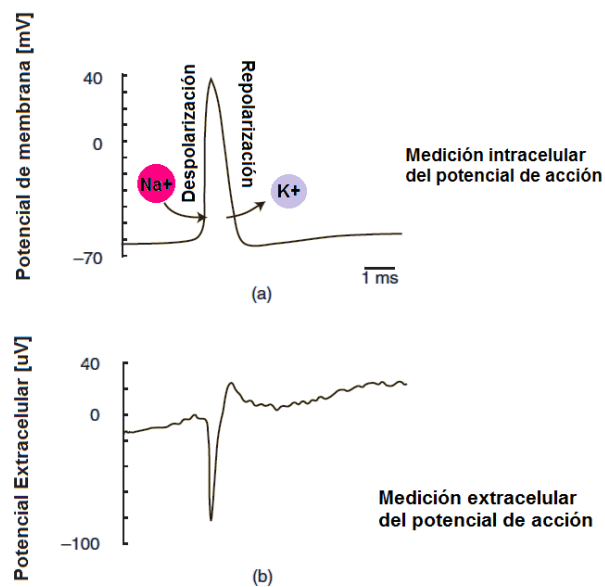 Potencial de membrana [mV]
40
0
−70
Despolarización
Repolarización
Na+
K+
Medición intracelular
del potencial de acción
1 ms
(a)
Potencial Extracelular [uV]
40
0
−100
Medición extracelular
del potencial de acción
(b)